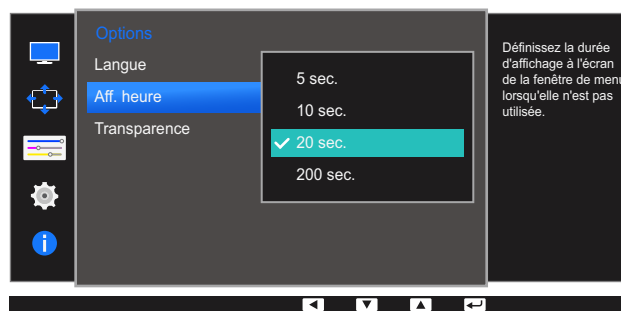 Options
Langue
Aff. heure
Transparence
5 sec.
10 sec.
20 sec.
200 sec.
Définissez la durée
d'affichage à l'écran
de la fenêtre de menu
lorsqu'elle n'est pas
utilisée.